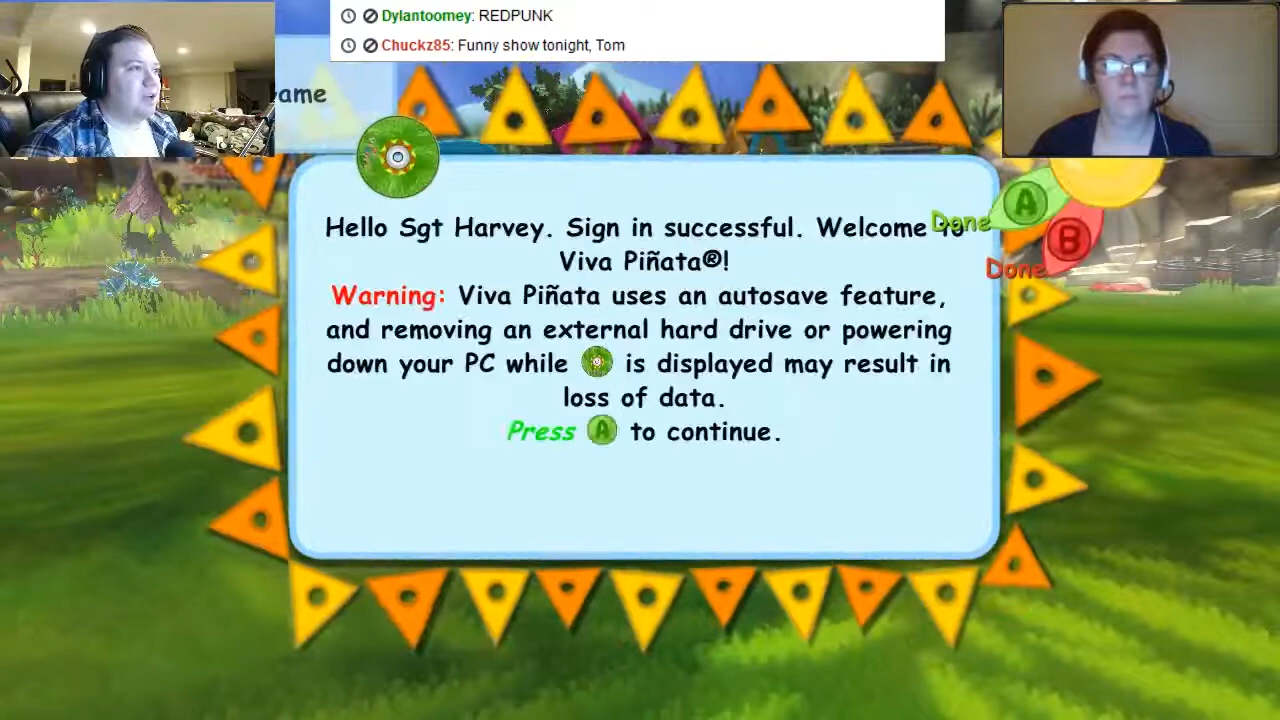 Dylantoomey: REDPUNK
Chuckz85: Funny show tonight, Tom
ame
Hello Sgt Harvey. Sign in successful. Welcome to
Viva Piñata®!
Warning: Viva Piñata uses an autosave feature,
and removing an external hard drive or powering
down your PC while is displayed may result in
loss of data.
Press A to continue.
Done A
B
Done